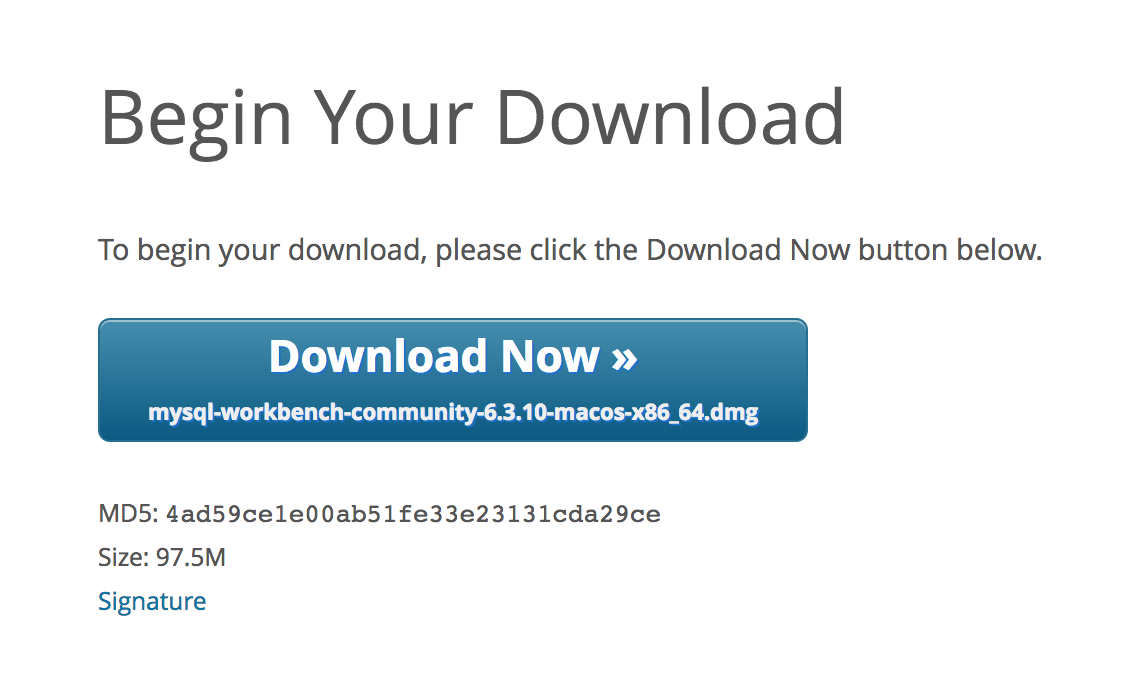 Begin Your Download
To begin your download, please click the Download Now button below.
Download Now »
mysql-workbench-community-6.3.10-macos-x86_64.dmg
MD5: 4ad59ce1e00ab51fe33e23131cda29ce
Size: 97.5M
Signature